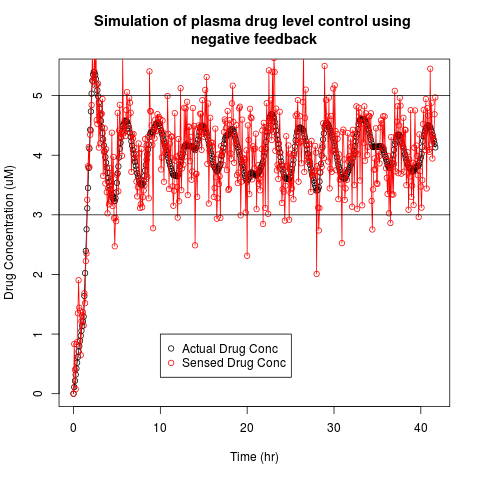 Simulation of plasma drug level control using
negative feedback
Drug Concentration (uM)
5
4
3
2
1
0
Actual Drug Conc
Sensed Drug Conc
0 10 20 30 40
Time (hr)